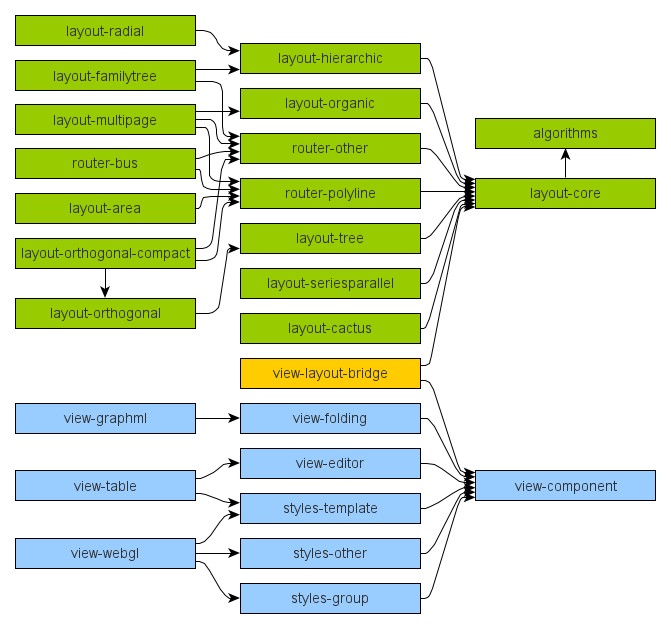 layout-radial
layout-familytree
layout-multipage
router-bus
layout-area
layout-orthogonal-compact
layout-orthogonal
view-graphml
view-table
view-webgl
layout-hierarchic
layout-organic
router-other
router-polyline
layout-tree
layout-seriesparallel
layout-cactus
view-layout-bridge
view-folding
view-editor
styles-template
styles-other
styles-group
algorithms
layout-core
view-component